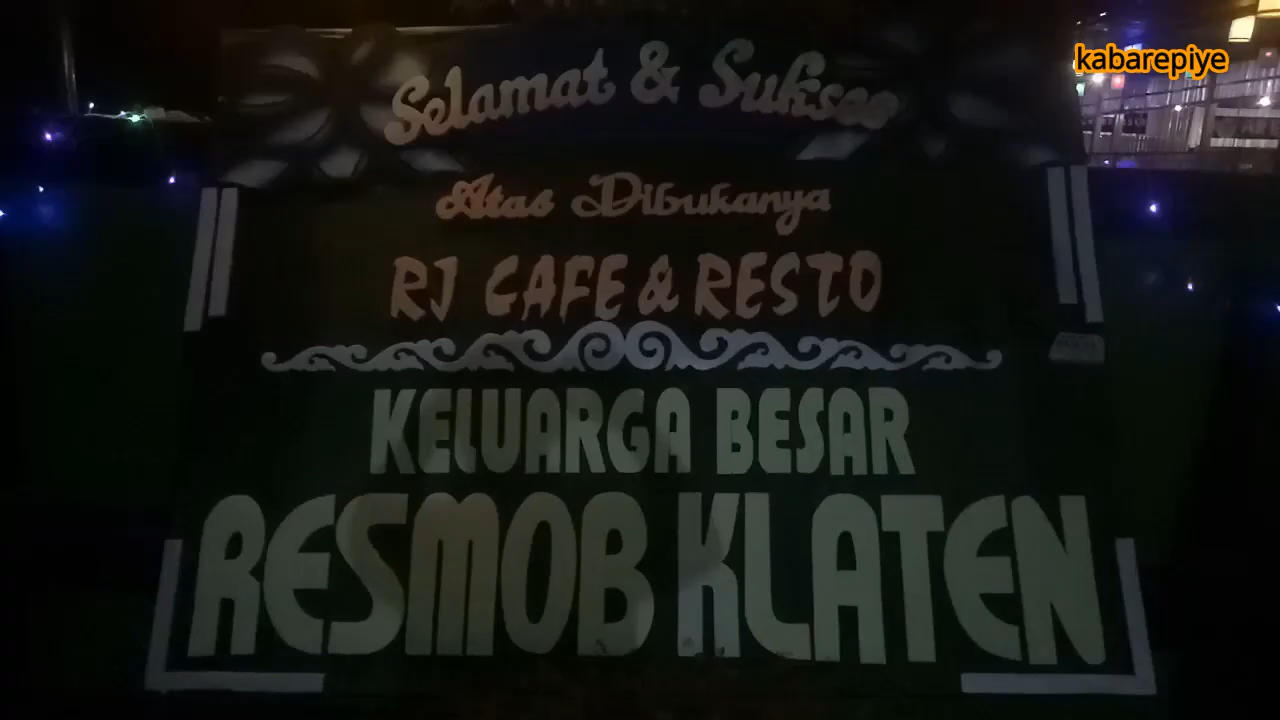 kabarepiye
Selamat & Sukses
Atas Dibukanya
RJ CAFE & RESTO
KELUARGA BESAR
RESMOB KLATEN